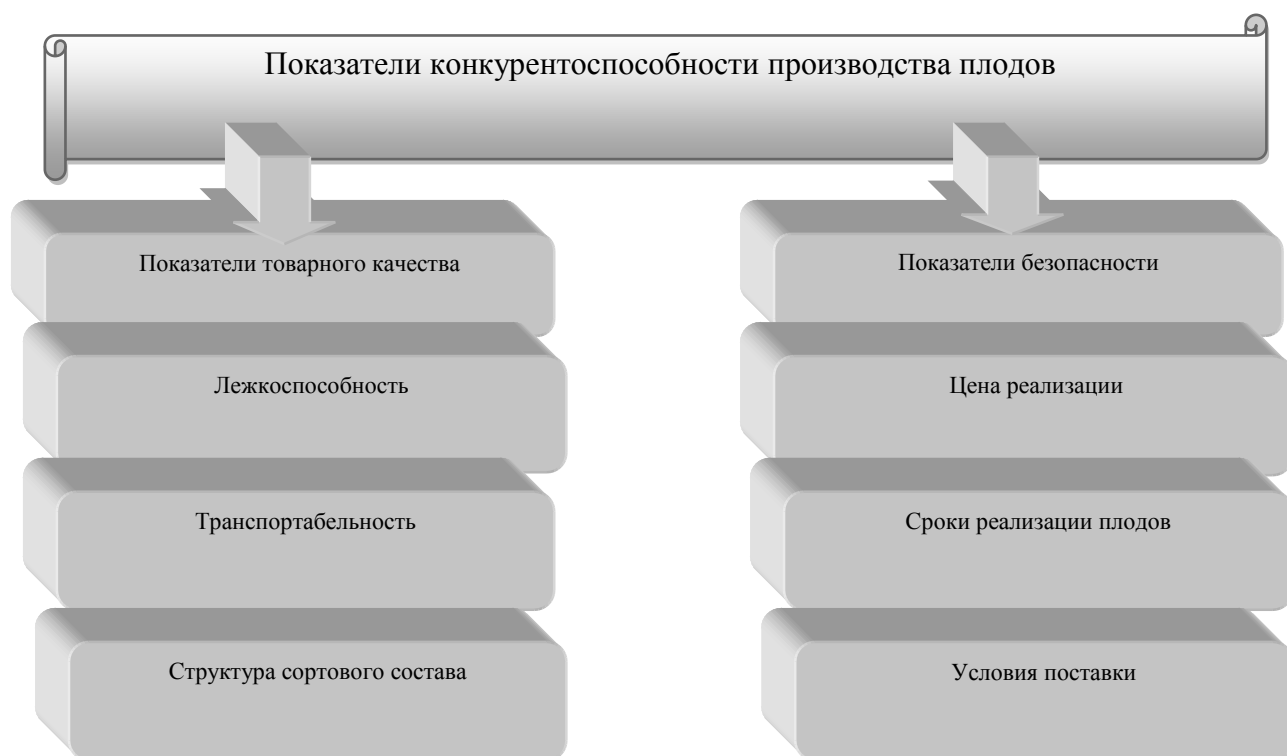 Показатели конкурентоспособности производства плодов
Показатели товарного качества
Лежкоспособность
Транспортабельность
Структура сортового состава
Показатели безопасности
Цена реализации
Сроки реализации плодов
Условия поставки